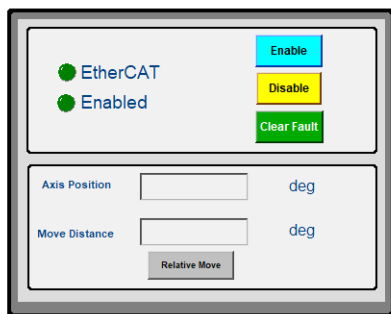 EtherCAT
Enabled
Enable
Disable
Clear Fault
Axis Position deg
Move Distance deg
Relative Move